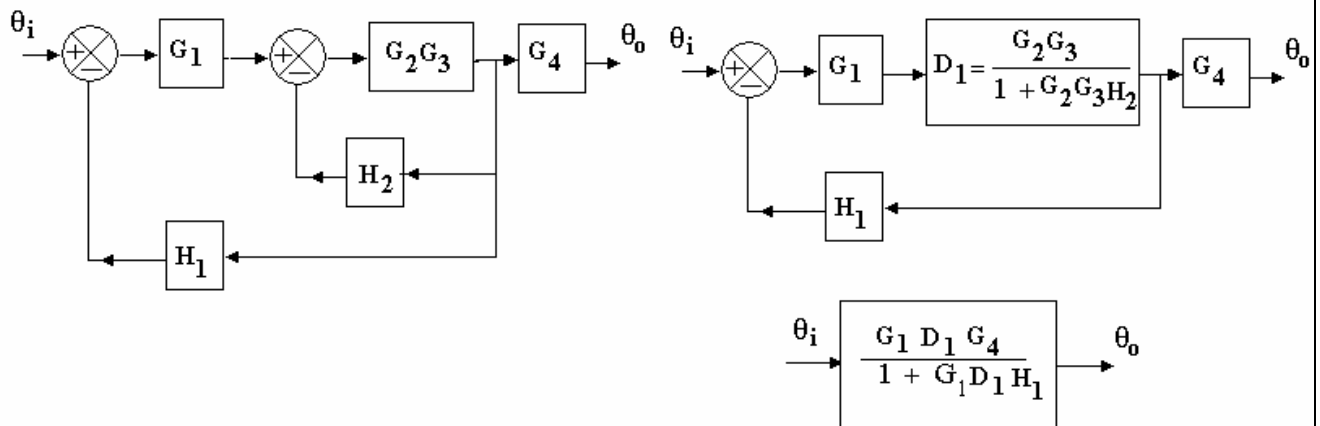 θi + − G1 + − G2G3 G4 θo
H2
H1
θi + − G1 D1 = G2G3 G4 θo
1 + G2G3H2
H1
θi G1 D1 G4 θo
1 + G1D1H1